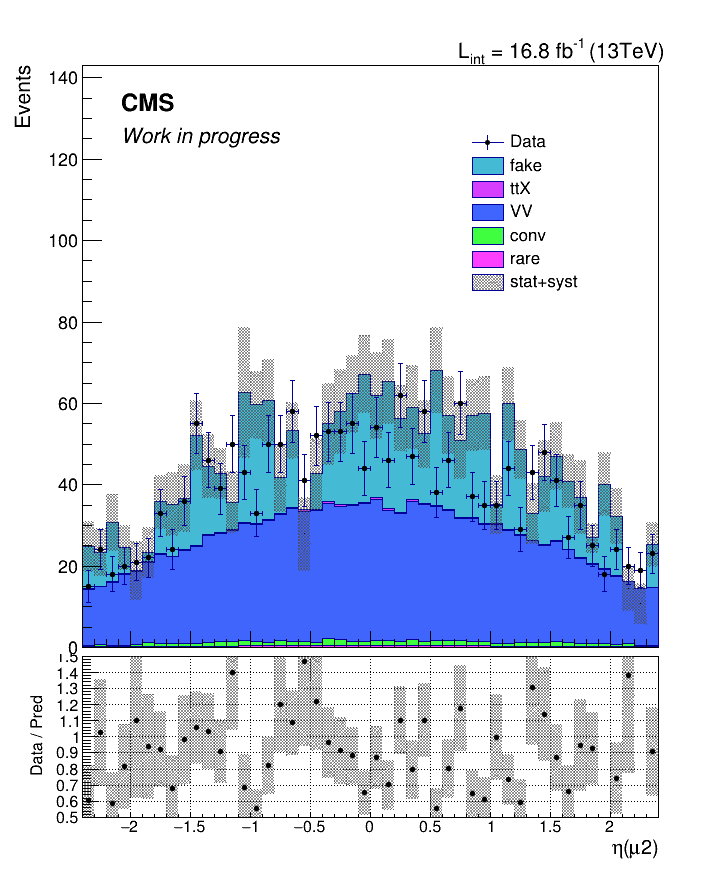 L_int = 16.8 fb^-1 (13TeV)
Events
140
120
100
80
60
40
20
0
CMS
Work in progress
Data
fake
ttX
VV
conv
rare
stat+syst
Data / Pred
1.5
1.4
1.3
1.2
1.1
1
0.9
0.8
0.7
0.6
0.5
−2 −1.5 −1 −0.5 0 0.5 1 1.5 2
η(μ2)